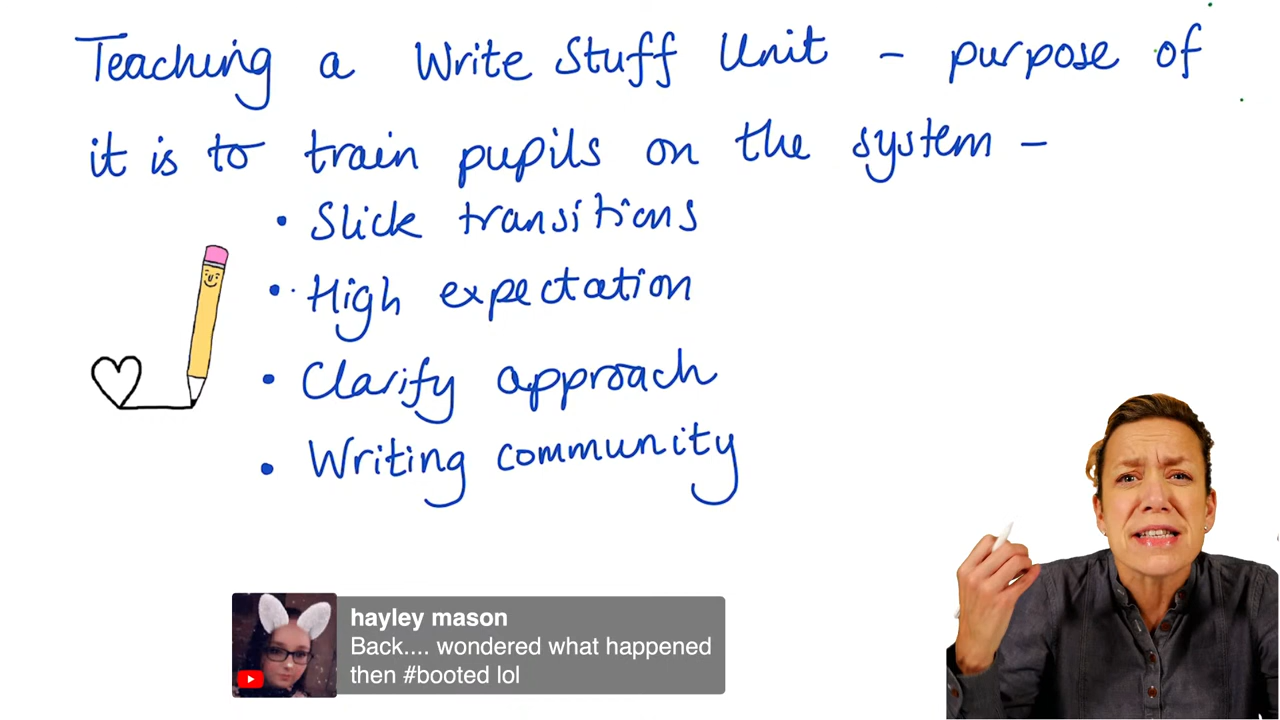 Teaching a Write Stuff Unit - purpose of
it is to train pupils on the system -
• Slick transitions
• High expectation
• Clarify approach
• Writing community
hayley mason
Back.... wondered what happened
then #booted lol